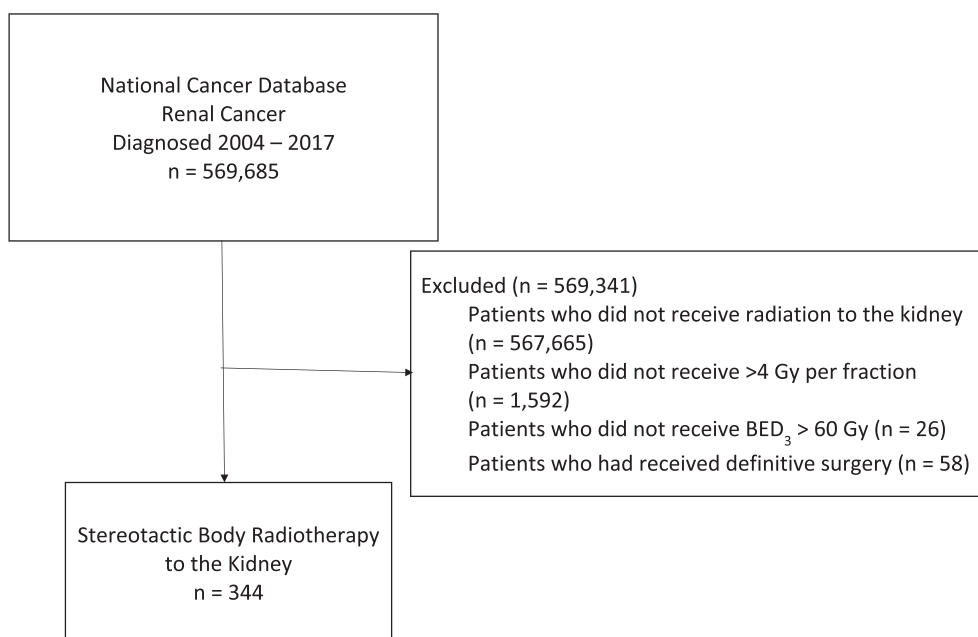 National Cancer Database
Renal Cancer
Diagnosed 2004 – 2017
n = 569,685
Excluded (n = 569,341)
Patients who did not receive radiation to the kidney
(n = 567,665)
Patients who did not receive >4 Gy per fraction
(n = 1,592)
Patients who did not receive BED₃ > 60 Gy (n = 26)
Patients who had received definitive surgery (n = 58)
Stereotactic Body Radiotherapy
to the Kidney
n = 344